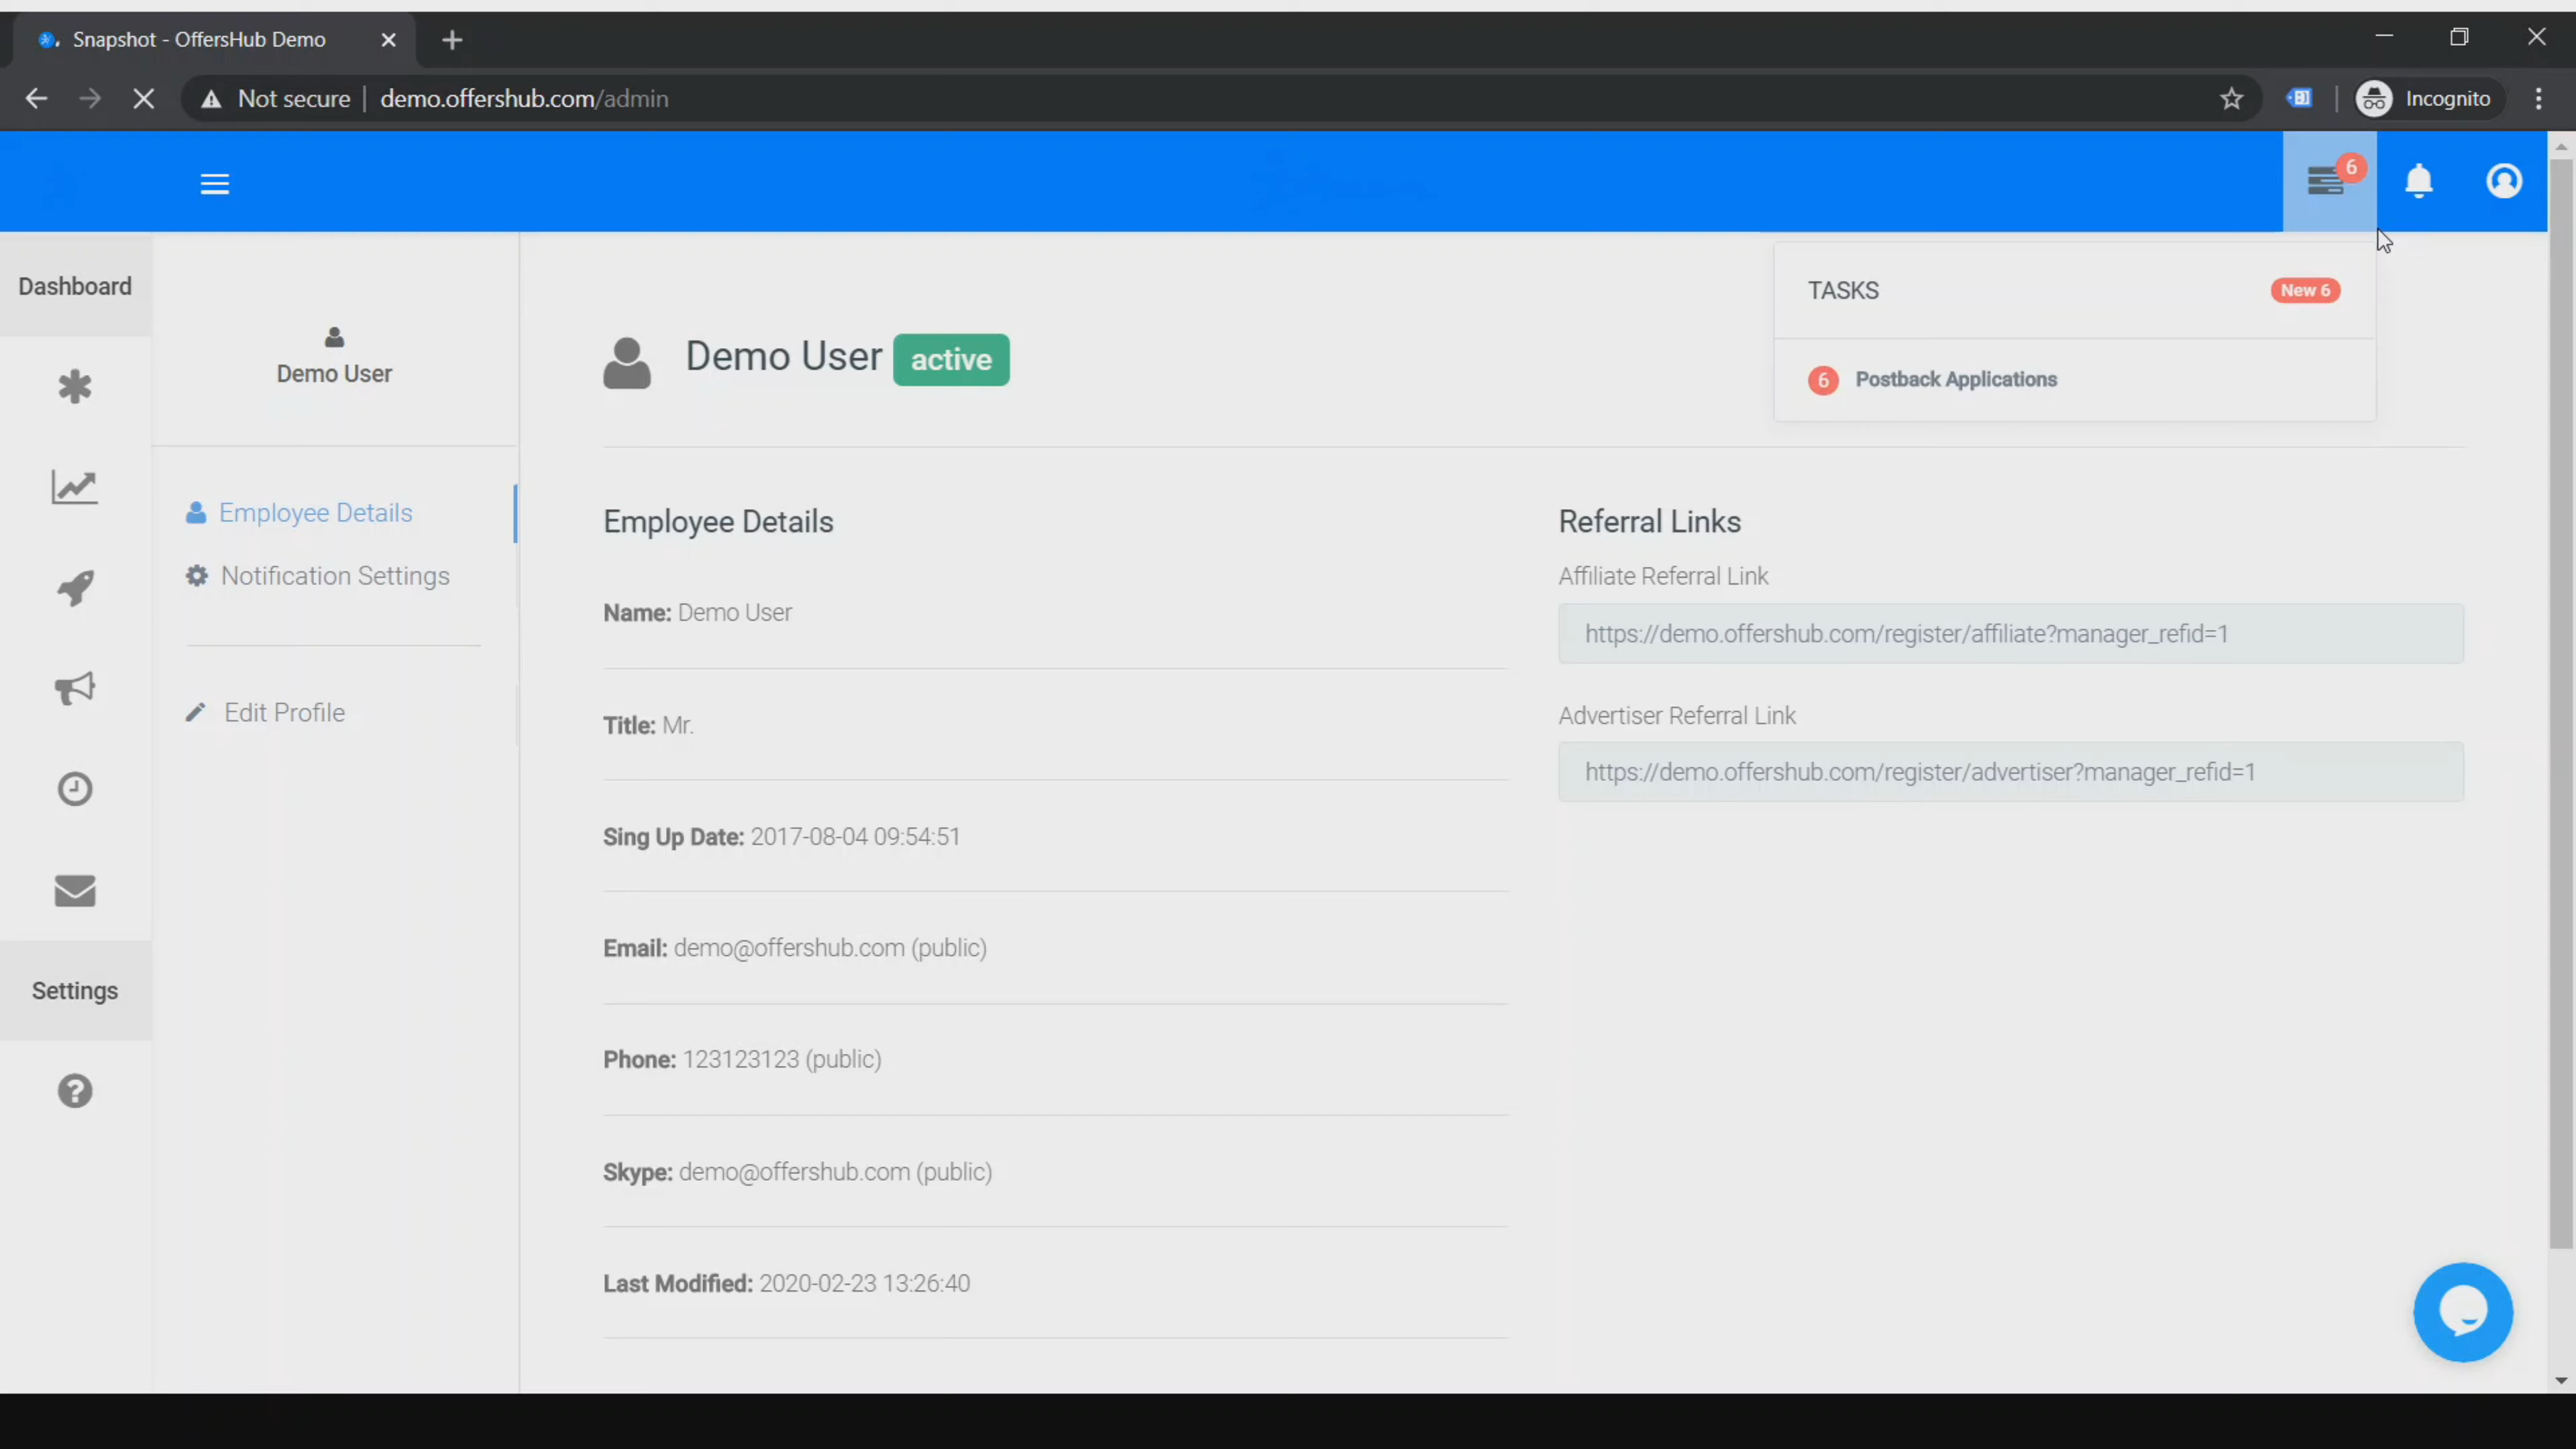 Snapshot - OffersHub Demo
Not secure | demo.offershub.com/admin
Incognito
6
Dashboard
Demo User
Employee Details
Notification Settings
Edit Profile
Settings
Demo User active
TASKS
New 6
6 Postback Applications
Employee Details
Name: Demo User
Title: Mr.
Sing Up Date: 2017-08-04 09:54:51
Email: demo@offershub.com (public)
Phone: 123123123 (public)
Skype: demo@offershub.com (public)
Last Modified: 2020-02-23 13:26:40
Referral Links
Affiliate Referral Link
https://demo.offershub.com/register/affiliate?manager_refid=1
Advertiser Referral Link
https://demo.offershub.com/register/advertiser?manager_refid=1